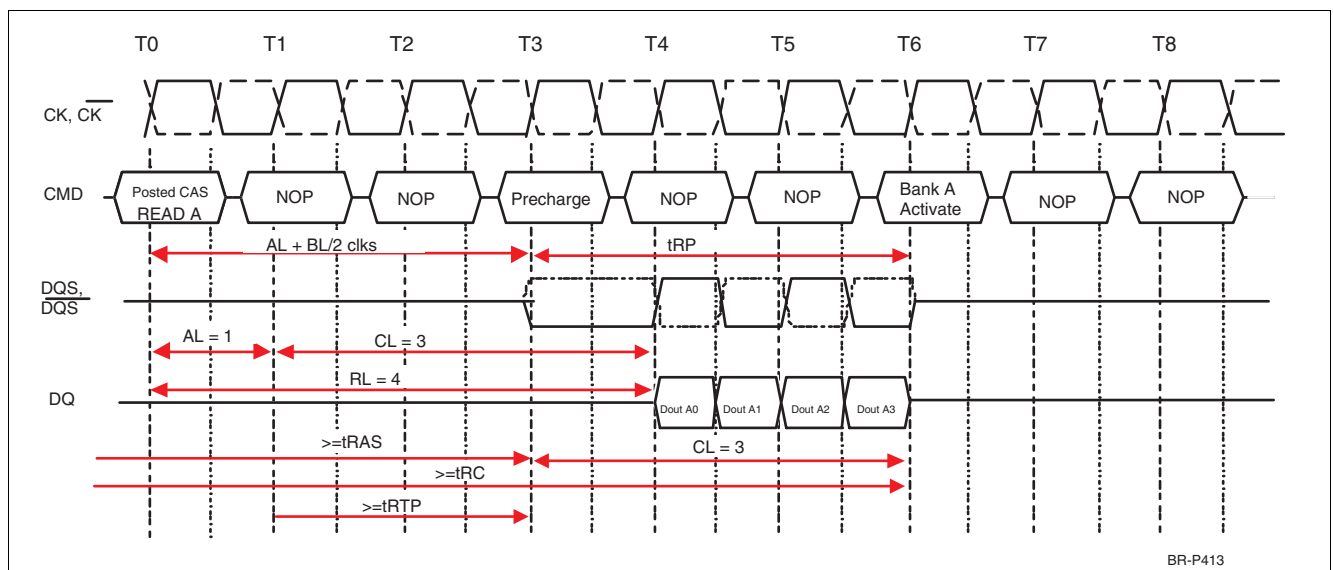 T0 T1 T2 T3 T4 T5 T6 T7 T8
CK, CK
CMD
Posted CAS
READ A
NOP
NOP
Precharge
NOP
NOP
Bank A
Activate
NOP
NOP
AL + BL/2 clks
tRP
DQS,
DQS
AL = 1
CL = 3
RL = 4
DQ
Dout A0 Dout A1 Dout A2 Dout A3
>=tRAS
CL = 3
>=tRC
>=tRTP
BR-P413